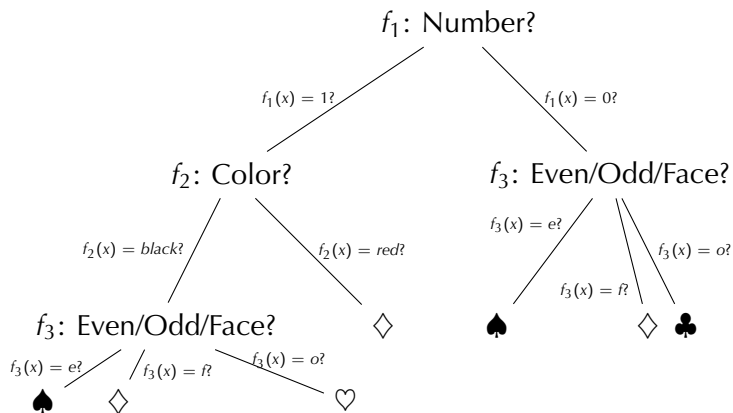 f₁: Number?
f₁(x) = 1?
f₁(x) = 0?
f₂: Color?
f₃: Even/Odd/Face?
f₂(x) = black?
f₂(x) = red?
f₃(x) = e?
f₃(x) = f?
f₃(x) = o?
f₃: Even/Odd/Face?
♢
♠
♢ ♣
f₃(x) = e?
f₃(x) = f?
f₃(x) = o?
♠
♢
♡